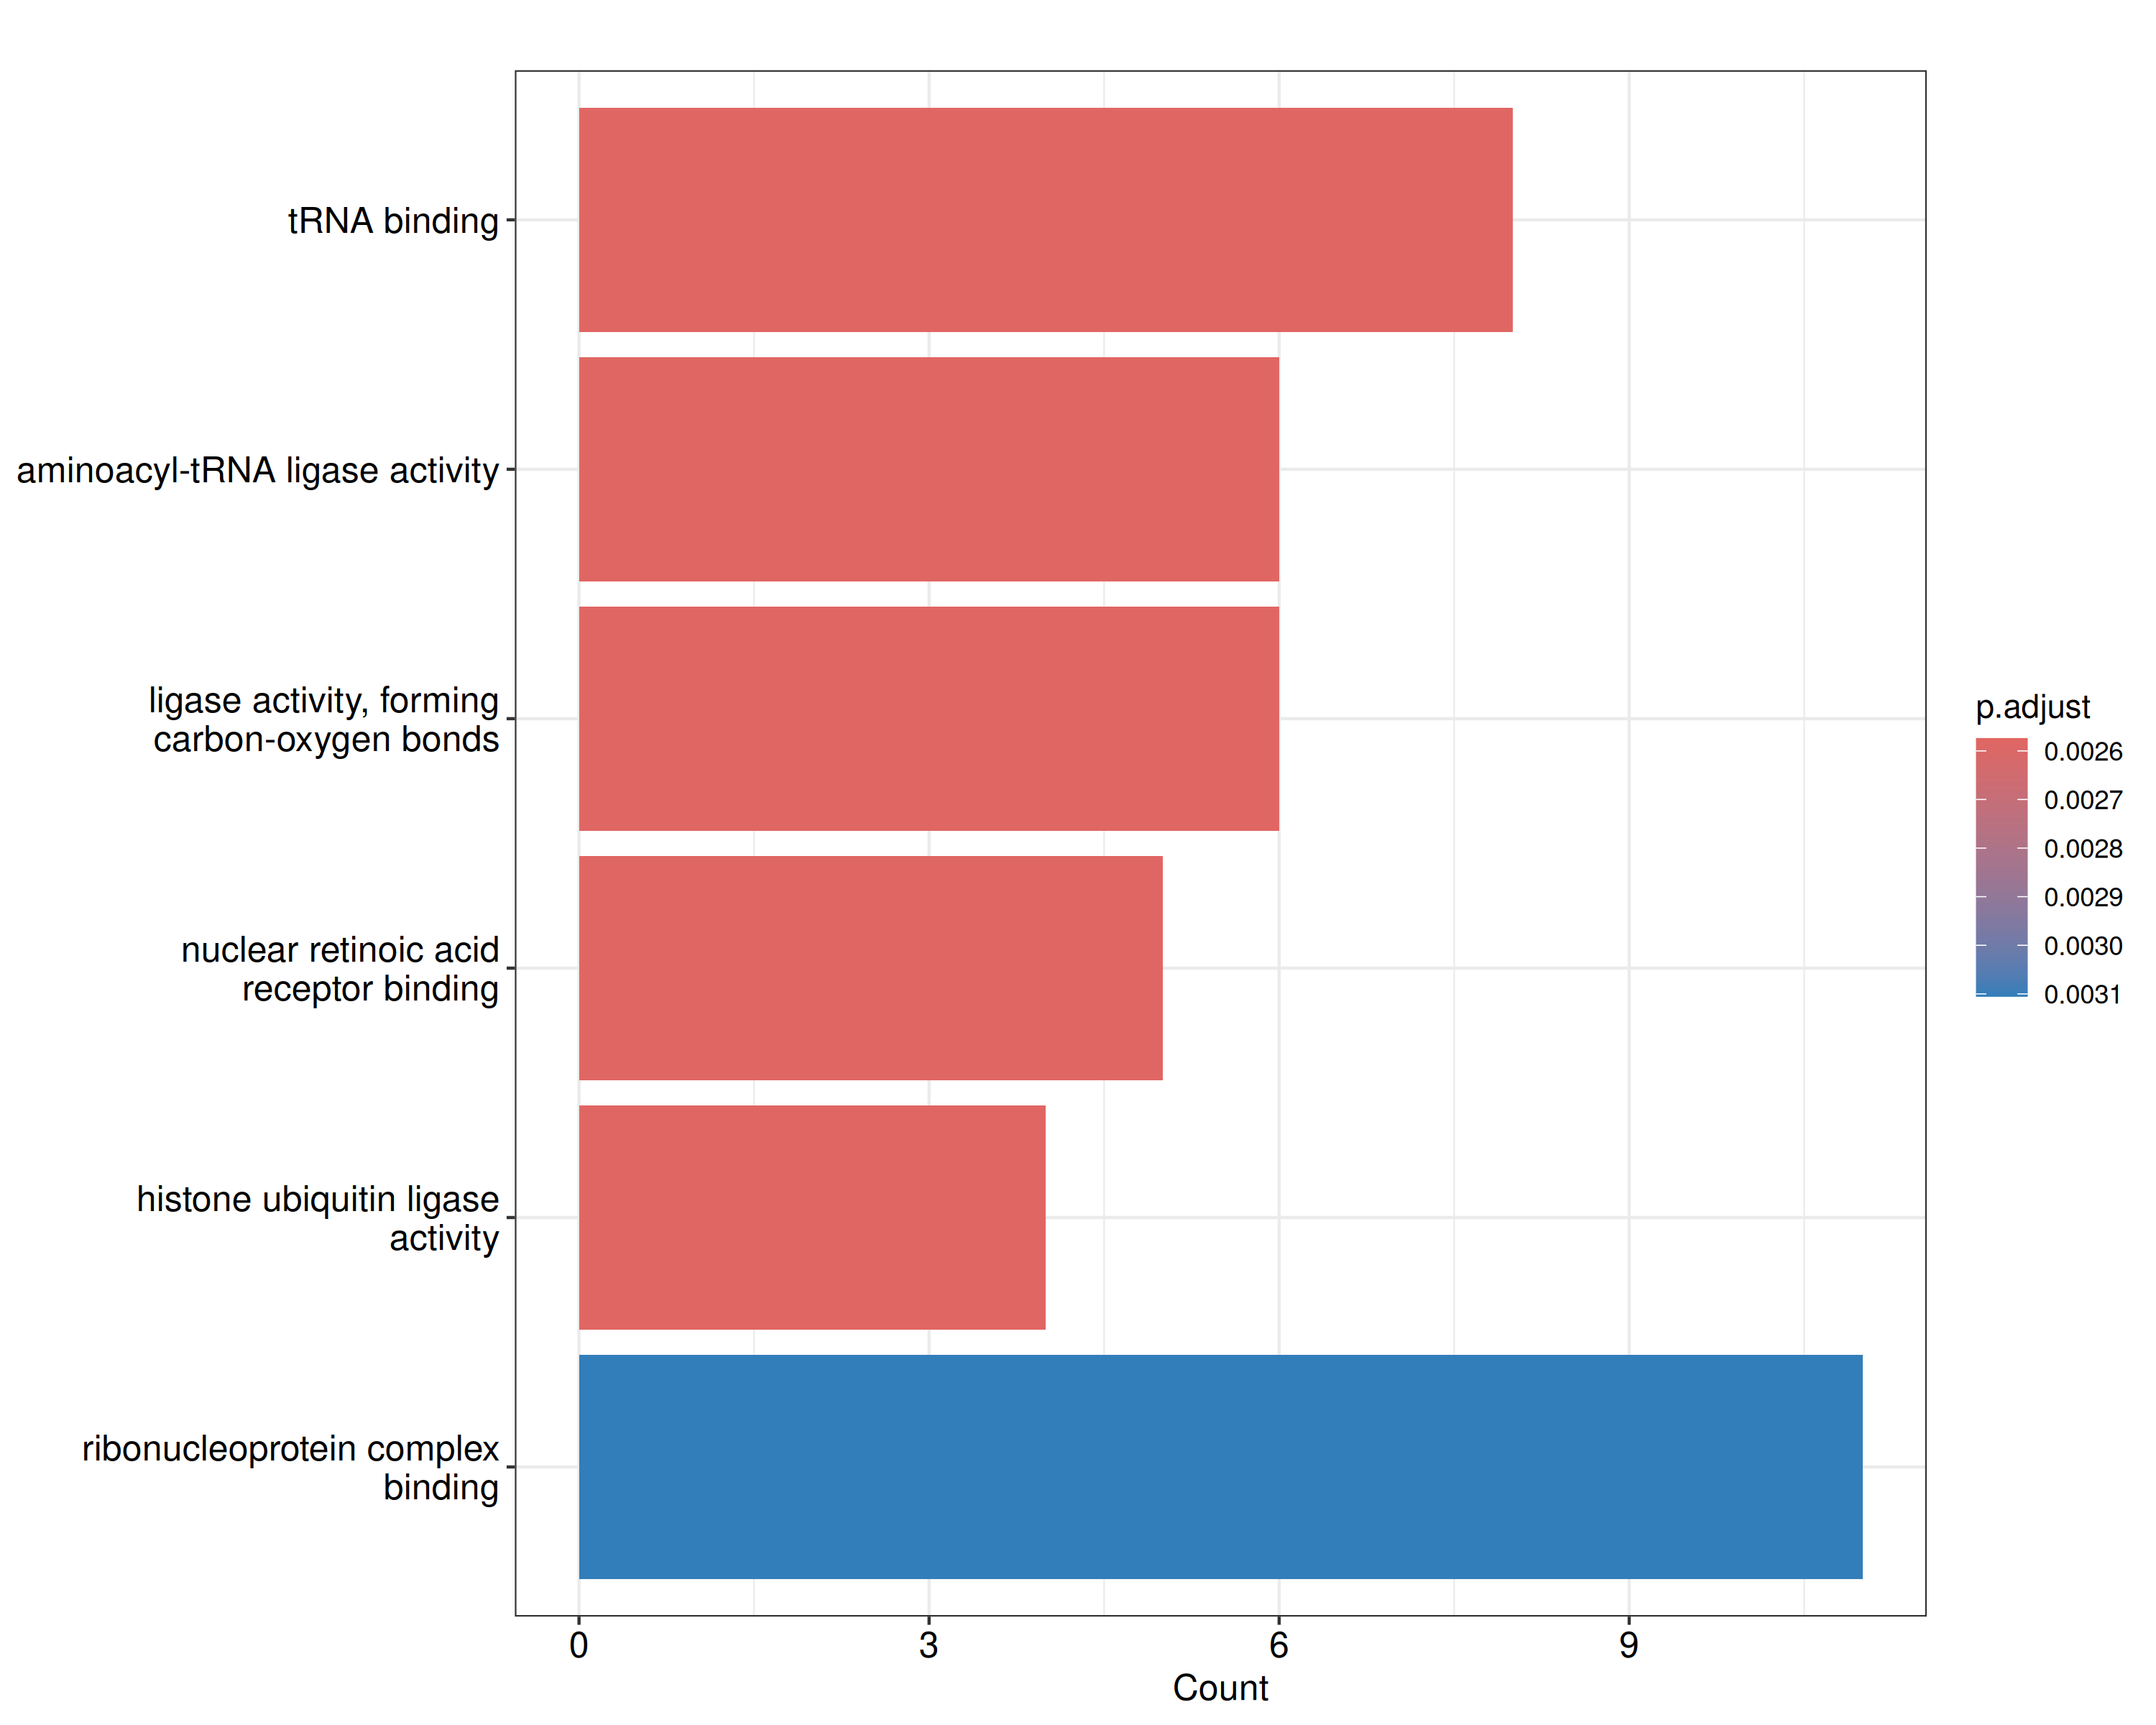 tRNA binding
aminoacyl-tRNA ligase activity
ligase activity, forming
carbon-oxygen bonds
nuclear retinoic acid
receptor binding
histone ubiquitin ligase
activity
ribonucleoprotein complex
binding
0 3 6 9
Count
p.adjust
0.0026
0.0027
0.0028
0.0029
0.0030
0.0031